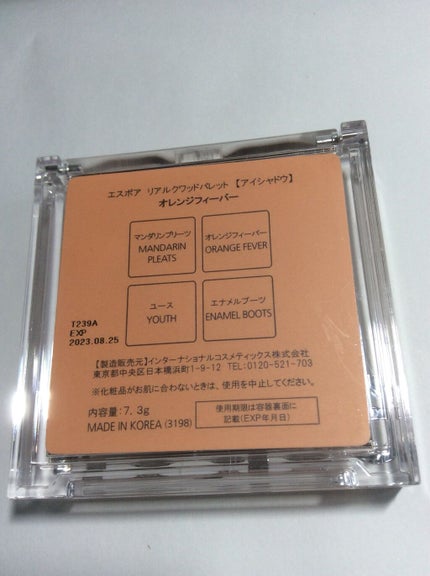 エスポア リアルクワッドパレット 【アイシャドウ】
オレンジフィーバー
マンダリンプリーツ
MANDARIN
PLEATS
オレンジフィーバー
ORANGE FEVER
ユース
YOUTH
エナメルブーツ
ENAMEL BOOTS
T239A
EXP
2023.08.25
【製造販売元】インターナショナルコスメティックス株式会社
東京都中央区日本橋浜町1-9-12 TEL:0120-521-703
※化粧品がお肌に合わないときは、使用を中止してください。
内容量:7.3g
MADE IN KOREA (3198)
使用期限は容器裏面に
記載(EXP年月日)